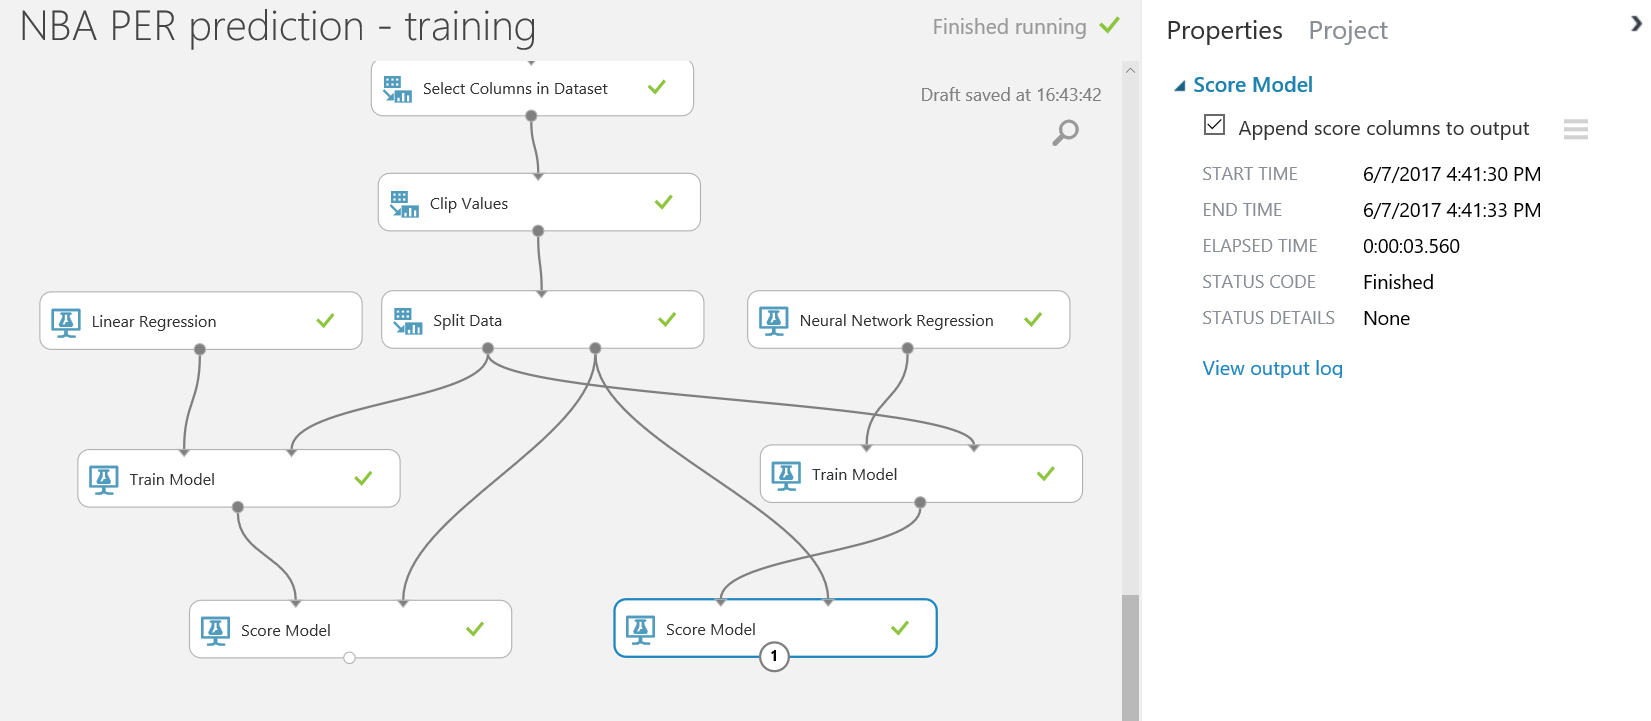 NBA PER prediction - training
Finished running
Draft saved at 16:43:42
Select Columns in Dataset
Clip Values
Linear Regression
Split Data
Neural Network Regression
Train Model
Train Model
Score Model
Score Model
1
Properties Project
Score Model
Append score columns to output
START TIME 6/7/2017 4:41:30 PM
END TIME 6/7/2017 4:41:33 PM
ELAPSED TIME 0:00:03.560
STATUS CODE Finished
STATUS DETAILS None
View output log